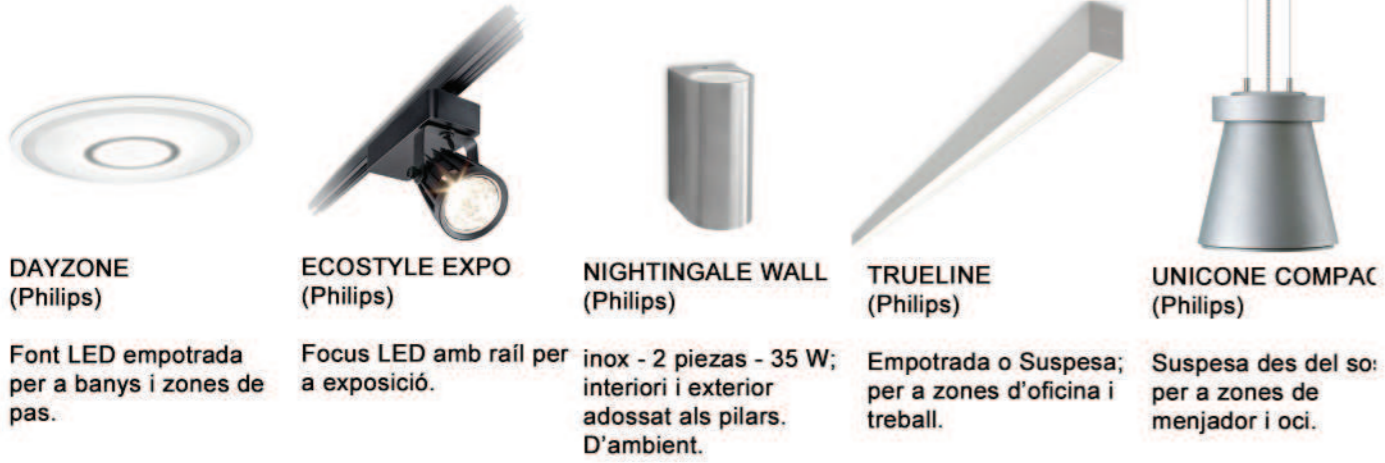 DAYZONE
(Philips)
Font LED empotrada
per a banys i zones de
pas.
ECOSTYLE EXPO
(Philips)
Focus LED amb raíl per
a exposició.
NIGHTINGALE WALL
(Philips)
inox - 2 piezas - 35 W;
interiori i exterior
adossat als pilars.
D'ambient.
TRUELINE
(Philips)
Empotrada o Suspesa;
per a zones d'oficina i
treball.
UNICONE
(Philips)
Suspesa des del
per a zones de
menjador i oci.